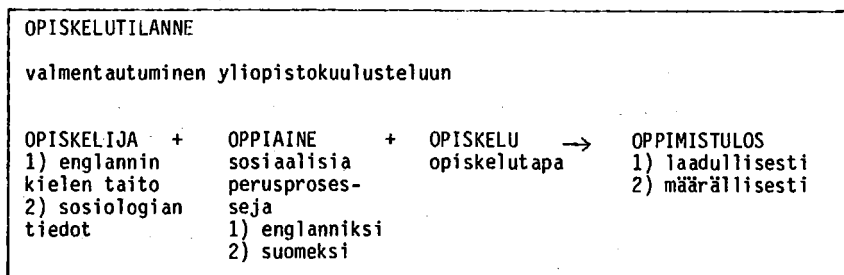 OPISKELUTILANNE
valmentautuminen yliopistokuulusteluun
OPISKELIJA + OPPIAINE + OPISKELU → OPPIMISTULOS
1) englannin sosiaalisia opiskelutapa 1) laadullisesti
kielen taito perusproses- 2) määrällisesti
2) sosiologian seja
tiedot 1) englanniksi
2) suomeksi